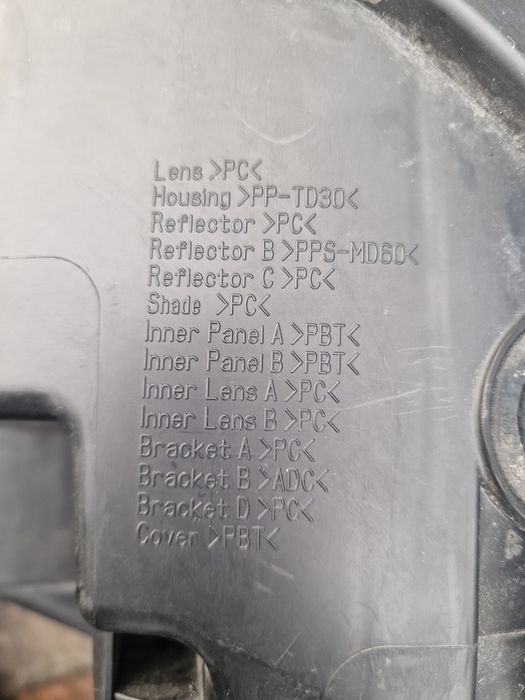 Lens >PC<
Housing >PP-TD30<
Reflector >PC<
Reflector B >PPS-MD60<
Reflector C >PC<
Shade >PC<
Inner Panel A >PBT<
Inner Panel B >PBT<
Inner Lens A >PC<
Inner Lens B >PC<
Bracket A >PC<
Bracket B >ADC<
Bracket D >PC<
Cover >PBT<